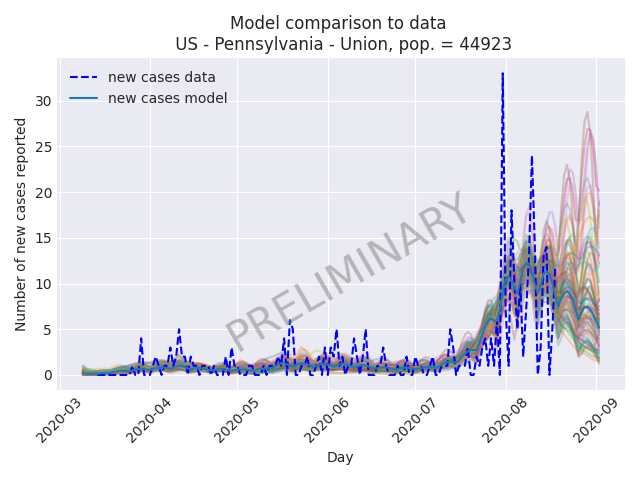 Model comparison to data
US - Pennsylvania - Union, pop. = 44923
new cases data
new cases model
Number of new cases reported
30
25
20
15
10
5
0
PRELIMINARY
2020-03
2020-04
2020-05
2020-06
2020-07
2020-08
2020-09
Day